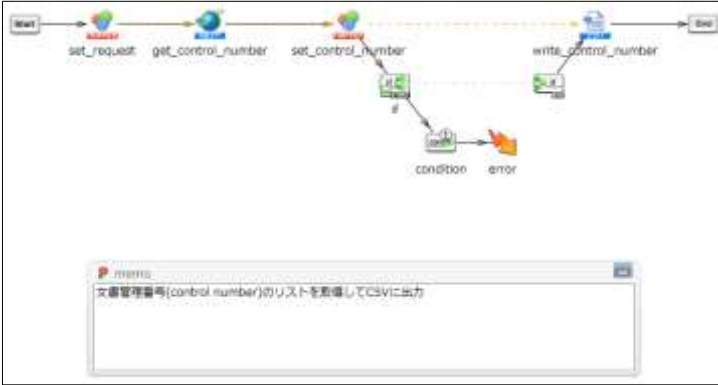 Start
End
set_request
get_control_number
set_control_number
write_control_number
if
condition
error
memo
文書管理番号(control number)のリストを取得してCSVに出力